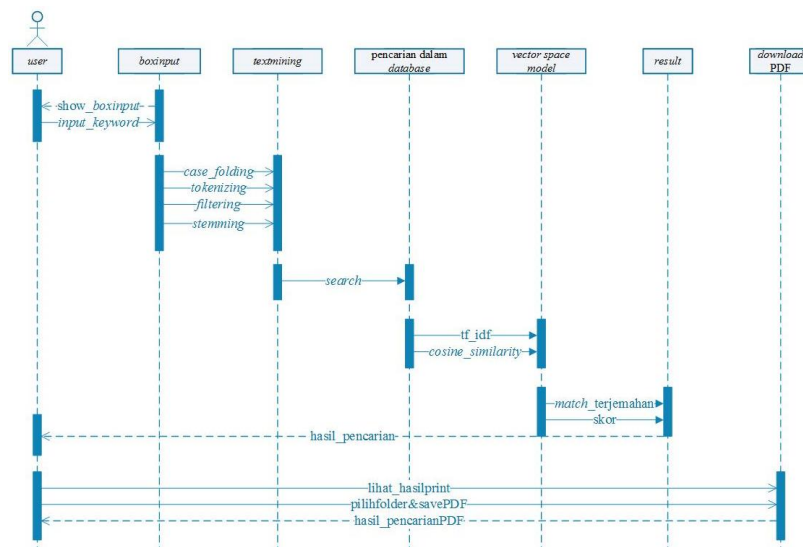 user
boxinput
textmining
pencarian dalam
database
vector space
model
result
download
PDF
show_boxinput
input_keyword
case_folding
tokenizing
filtering
stemming
search
tf_idf
cosine_similarity
match_terjemahan
skor
hasil_pencarian
lihat_hasilprint
pilihfolder&savePDF
hasil_pencarianPDF